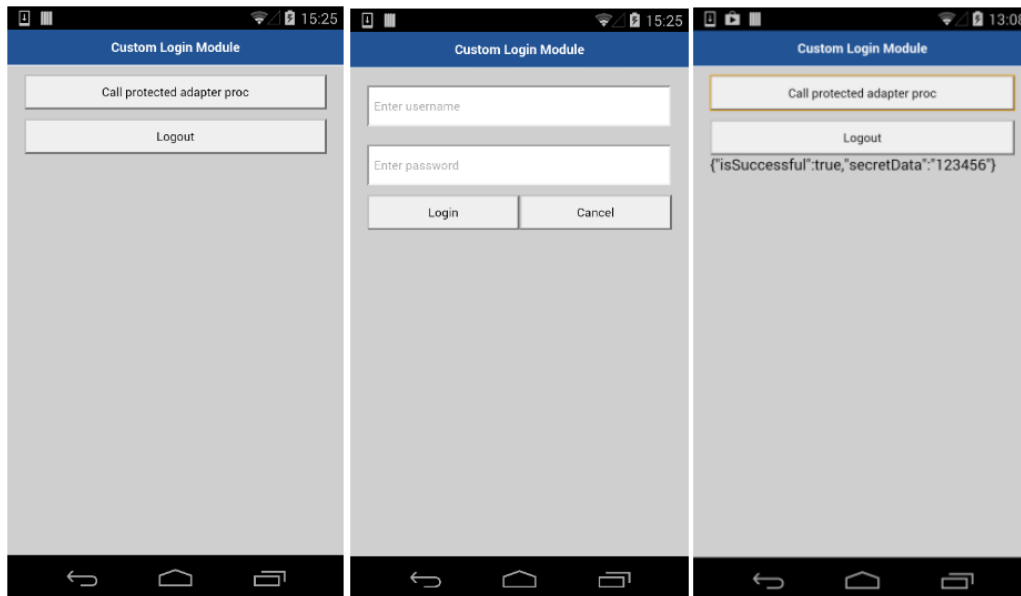 15:25
Custom Login Module
Call protected adapter proc
Logout
15:25
Custom Login Module
Enter username
Enter password
Login Cancel
13:08
Custom Login Module
Call protected adapter proc
Logout
{"isSuccessful":true,"secretData":"123456"}